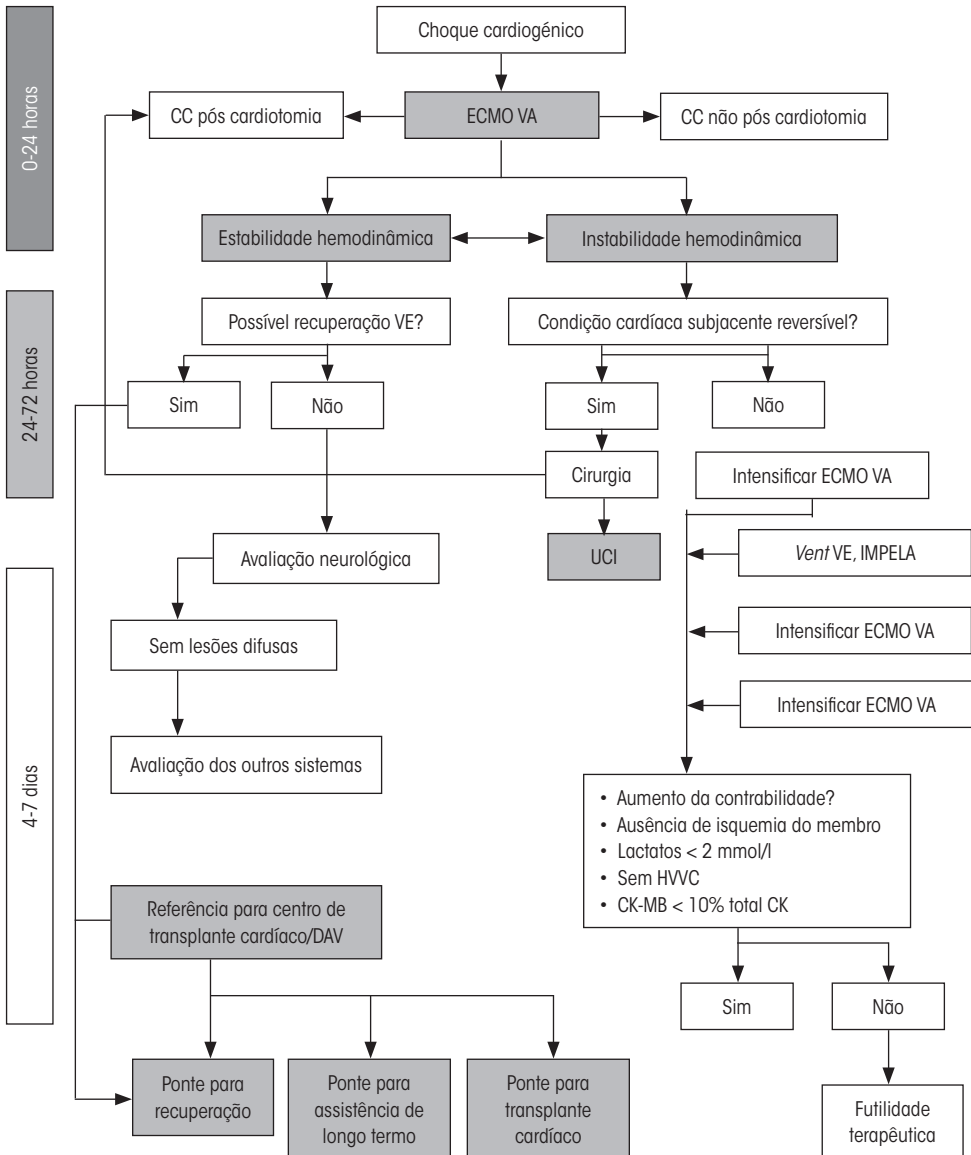 Choque cardiogénico
0-24 horas
CC pós cardiotomia
ECMO VA
CC não pós cardiotomia
Estabilidade hemodinâmica
Instabilidade hemodinâmica
24-72 horas
Possível recuperação VE?
Condição cardíaca subjacente reversível?
Sim
Não
Sim
Não
Cirurgia
Intensificar ECMO VA
Avaliação neurológica
UCI
Vent VE, IMPELA
Sem lesões difusas
Intensificar ECMO VA
Intensificar ECMO VA
Avaliação dos outros sistemas
4-7 dias
• Aumento da contrabilidade?
• Ausência de isquemia do membro
• Lactatos < 2 mmol/l
• Sem HVVC
• CK-MB < 10% total CK
Referência para centro de
transplante cardíaco/DAV
Sim
Não
Ponte para
recuperação
Ponte para
assistência de
longo termo
Ponte para
transplante
cardíaco
Futilidade
terapêutica